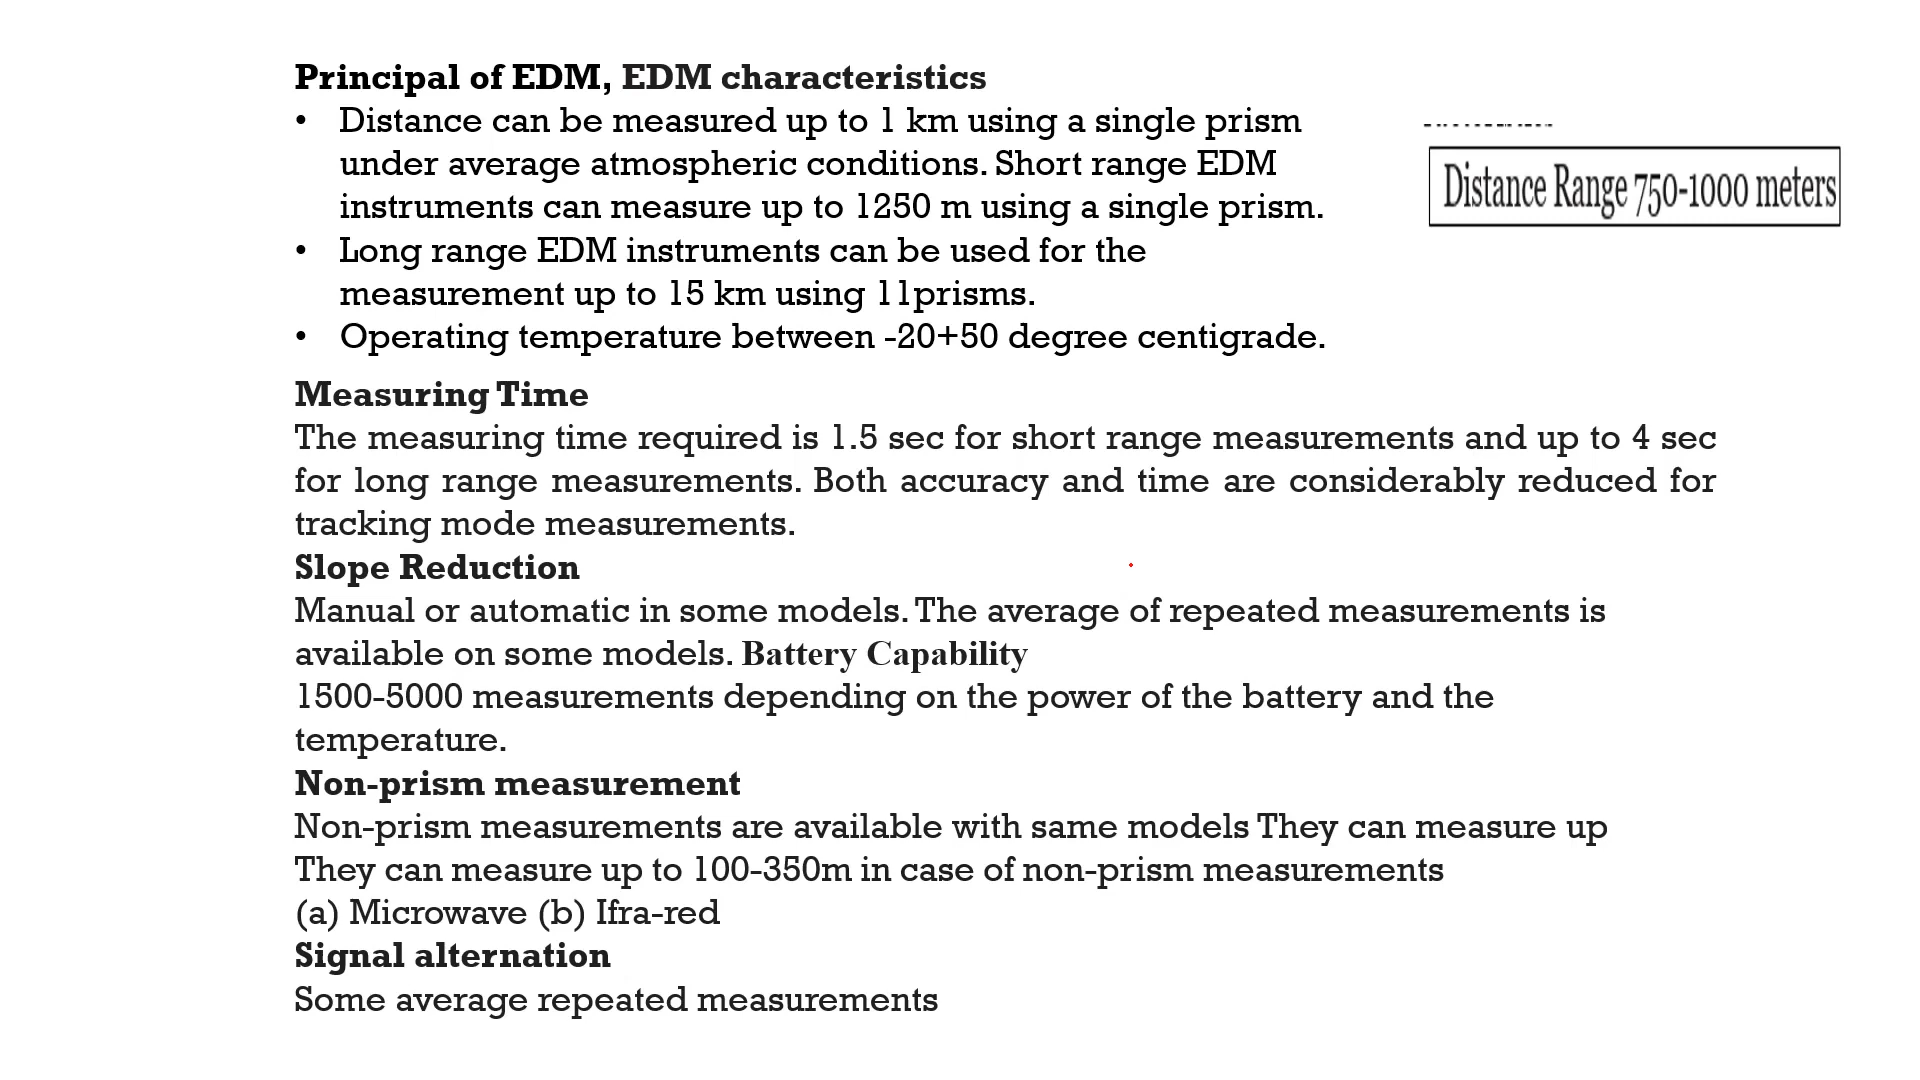 Principal of EDM, EDM characteristics
• Distance can be measured up to 1 km using a single prism
under average atmospheric conditions. Short range EDM
instruments can measure up to 1250 m using a single prism.
• Long range EDM instruments can be used for the
measurement up to 15 km using 11prisms.
• Operating temperature between -20+50 degree centigrade.
Distance Range 750-1000 meters
Measuring Time
The measuring time required is 1.5 sec for short range measurements and up to 4 sec
for long range measurements. Both accuracy and time are considerably reduced for
tracking mode measurements.
Slope Reduction
Manual or automatic in some models. The average of repeated measurements is
available on some models. Battery Capability
1500-5000 measurements depending on the power of the battery and the
temperature.
Non-prism measurement
Non-prism measurements are available with same models They can measure up
They can measure up to 100-350m in case of non-prism measurements
(a) Microwave (b) Ifra-red
Signal alternation
Some average repeated measurements